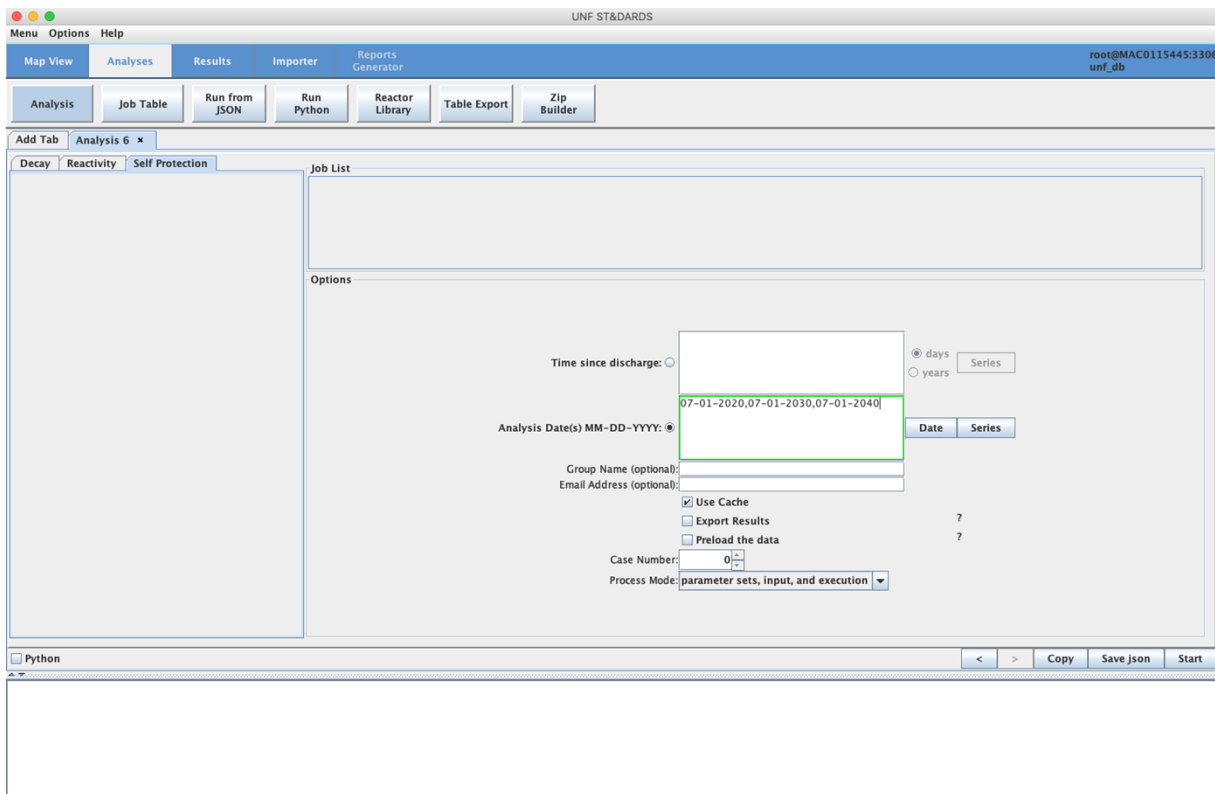 UNF ST&DARDS
Menu Options Help
Map View Analyses Results Importer Reports Generator root@MAC0115445:3306
unf_db
Analysis Job Table Run from JSON Run Python Reactor Library Table Export Zip Builder
Add Tab Analysis 6 ×
Decay Reactivity Self Protection
Job List
Options
Time since discharge: days
years
Series
Analysis Date(s) MM-DD-YYYY: 07-01-2020,07-01-2030,07-01-2040 Date Series
Group Name (optional):
Email Address (optional):
Use Cache
Export Results ?
Preload the data ?
Case Number: 0
Process Mode: parameter sets, input, and execution
Python < > Copy Save json Start